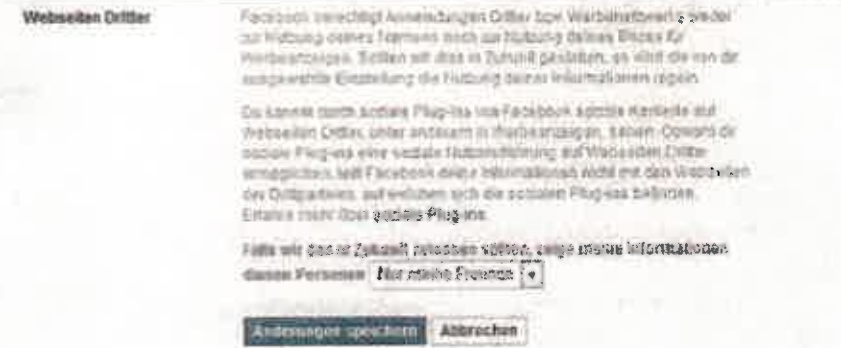 Webseiten Dritter
Facebook berechtigt Anwendungen Dritter bzw. Werbenetzwerke weder
zur Nutzung deines Namens noch zur Nutzung deines Bildes für
Werbeanzeigen. Sollten wir dies in Zukunft gestatten, so wird die von dir
ausgewählte Einstellung die Nutzung deiner Informationen regeln.
Du kannst durch soziale Plug-ins von Facebook soziale Kontexte auf
Webseiten Dritter, unter anderem in Werbeanzeigen, sehen. Obwohl dir
soziale Plug-ins eine soziale Nutzererfahrung auf Webseiten Dritter
ermöglichen, teilt Facebook deine Informationen nicht mit den Webseiten
der Drittparteien, auf welchen sich die sozialen Plug-ins befinden.
Erfahre mehr über soziale Plug-ins.
Falls wir das in Zukunft zulassen sollten, zeige meine Informationen
diesen Personen Nur meine Freunde
Änderungen speichern Abbrechen